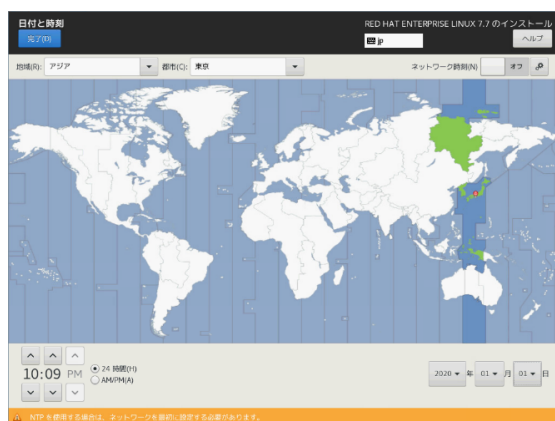 日付と時刻
完了(D)
RED HAT ENTERPRISE LINUX 7.7 のインストール
jp
ヘルプ
地域(R): アジア
都市(C): 東京
ネットワーク時刻(N)
オフ
10:09 PM
24 時間(H)
AM/PM(A)
2020 年 01 月 01 日
NTP を使用する場合は、ネットワークを最初に設定する必要があります。